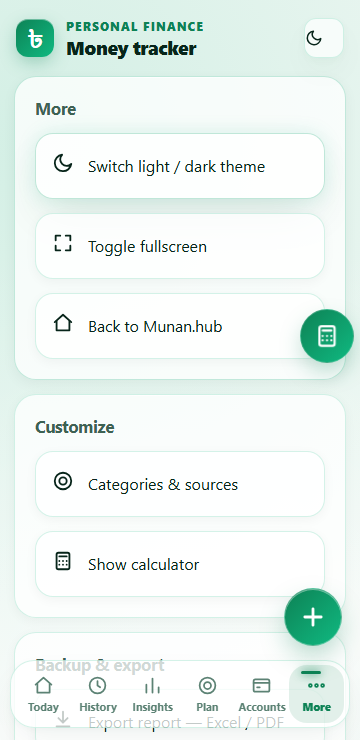 ৳
PERSONAL FINANCE
Money tracker
More
Switch light / dark theme
Toggle fullscreen
Back to Munan.hub
Customize
Categories & sources
Show calculator
Backup & export
Today
History
Insights
Plan
Accounts
More
Export report — Excel / PDF